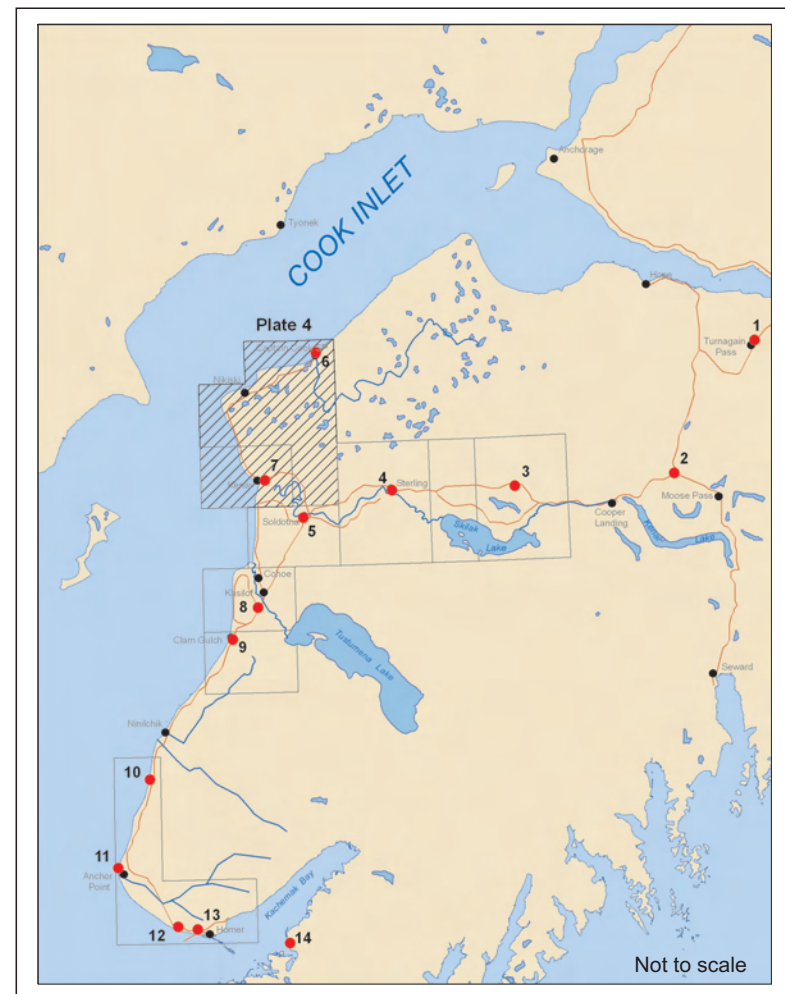 Anchorage
COOK INLET
Tyonek
Hope
Plate 4
1
Turnagain
Pass
6
Nikiski
7
Kenai
4
Sterling
3
2
Moose Pass
5
Soldotna
Skilak
Lake
Cooper
Landing
Kenai
Lake
Cohoe
Kasilof
8
Clam Gulch
9
Tustumena Lake
Seward
Ninilchik
10
11
Anchor
Point
Kachemak Bay
12
13
Homer
14
Not to scale